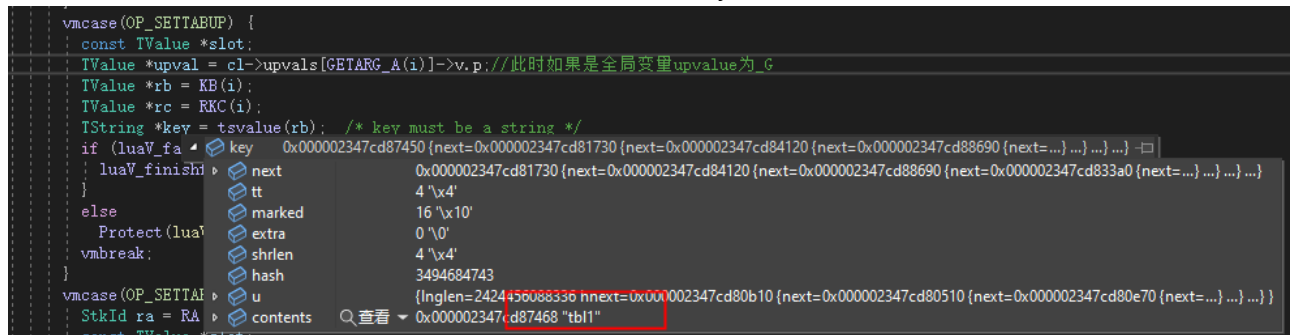 vmcase(OP_SETTABUP) {
const TValue *slot;
TValue *upval = cl->upvals[GETARG_A(i)]->v.p;//此时如果是全局变量upvalue为_G
TValue *rb = KB(i);
TValue *rc = RKC(i);
TString *key = tsvalue(rb);  /* key must be a string */
if (luaV_fa key 0x000002347cd87450 {next=0x000002347cd81730 {next=0x000002347cd84120 {next=0x000002347cd88690 {next=...} ...} ...} ...}
luaV_finish next 0x000002347cd81730 {next=0x000002347cd84120 {next=0x000002347cd88690 {next=0x000002347cd833a0 {next=...} ...} ...} ...}
} tt 4 '\x4'
else marked 16 '\x10'
Protect(luaV extra 0 '\0'
vmbreak; shrlen 4 '\x4'
} hash 3494684743
vmcase(OP_SETTAB u {lnglen=2424456088336 hnext=0x000002347cd80b10 {next=0x000002347cd80510 {next=0x000002347cd80e70 {next=...} ...} ...} }
StkId ra = RA contents 查看 0x000002347cd87468 "tbl1"